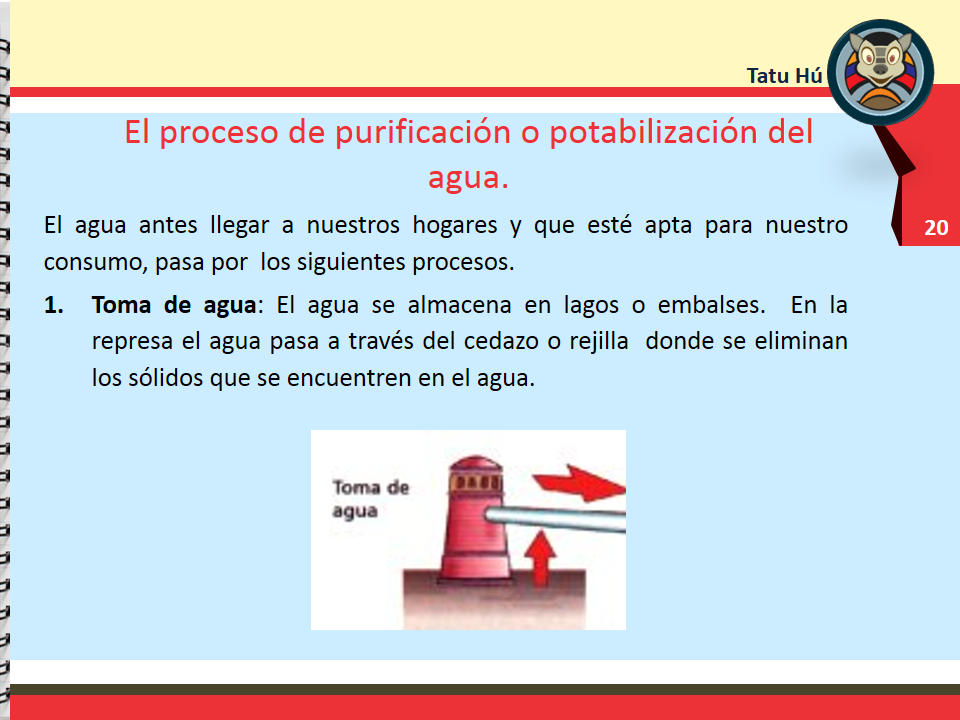 Tatu Hú
El proceso de purificación o potabilización del
agua.
20
El agua antes llegar a nuestros hogares y que esté apta para nuestro
consumo, pasa por los siguientes procesos.
1. Toma de agua: El agua se almacena en lagos o embalses. En la
represa el agua pasa a través del cedazo o rejilla donde se eliminan
los sólidos que se encuentren en el agua.
Toma de
agua